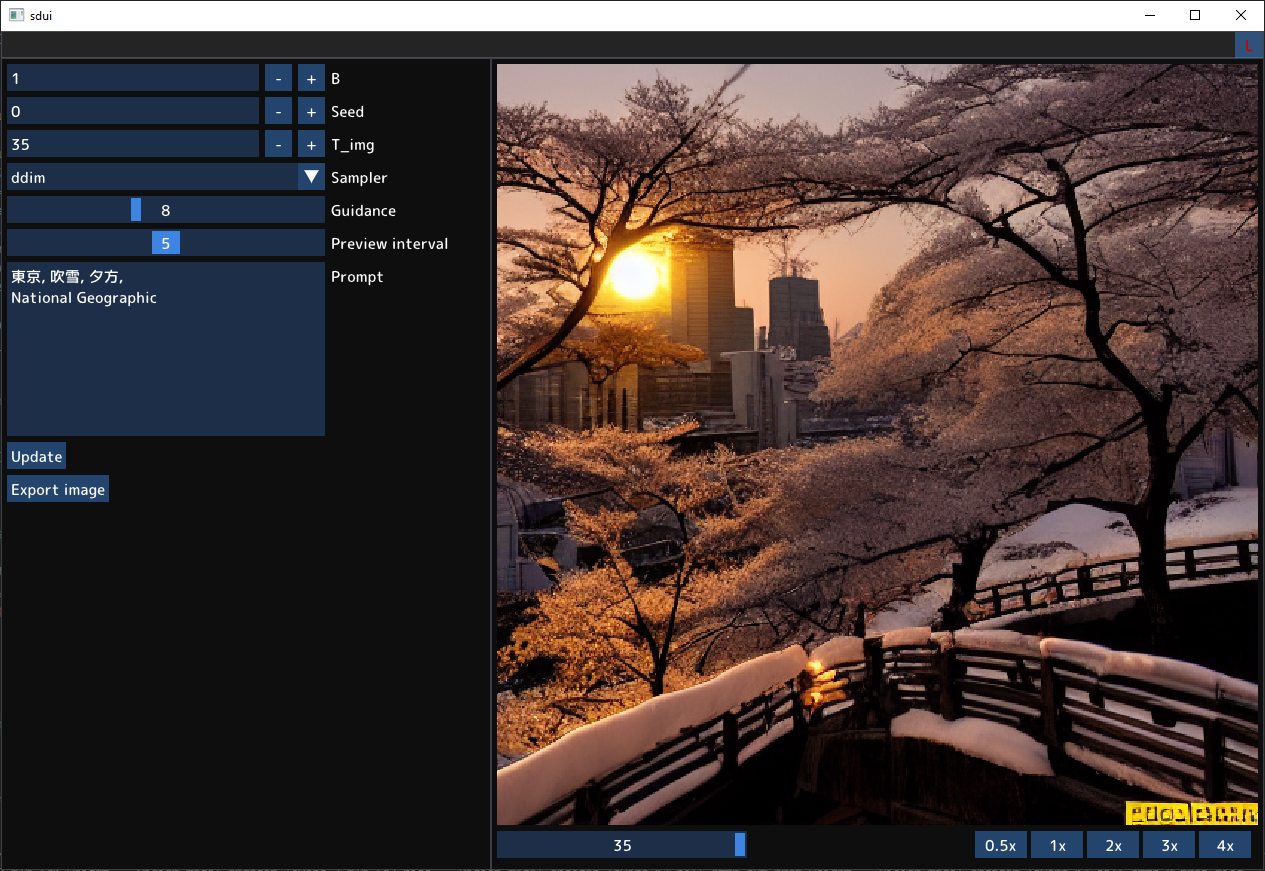 sdui
L
1 - + B
0 - + Seed
35 - + T_img
ddim Sampler
8 Guidance
5 Preview interval
東京, 吹雪, 夕方, Prompt
National Geographic
Update
Export image
35 0.5x 1x 2x 3x 4x